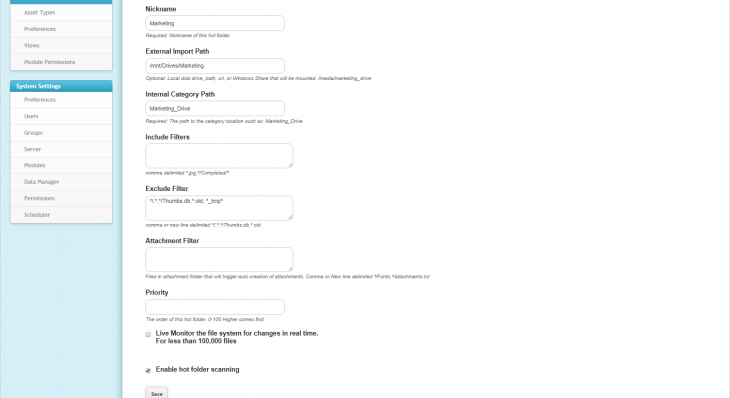 Asset Types
Preferences
Views
Module Permissions
System Settings
Preferences
Users
Groups
Server
Modules
Data Manager
Permissions
Scheduler
Nickname
Marketing
Required: Nickname of this hot folder
External Import Path
/mnt/Drives/Marketing
Optional: Local disk drive, path, url, or Windows Share that will be mounted. /media/marketing_drive
Internal Category Path
Marketing_Drive
Required: The path to the category location such as: Marketing_Drive
Include Filters
comma delimited *.jpg,*/Completed/*
Exclude Filter
*/.*,*/Thumbs.db,*.old, *_tmp*
comma or new line delimited */.*,*/Thumbs.db,*.old
Attachment Filter
Files in attachment folder that will trigger auto creation of attachments. Comma or New line delimited */Fonts,*/attachments.txt
Priority
The order of this hot folder. 0-100 Higher comes first
Live Monitor the file system for changes in real time.
For less than 100,000 files
Enable hot folder scanning
Save